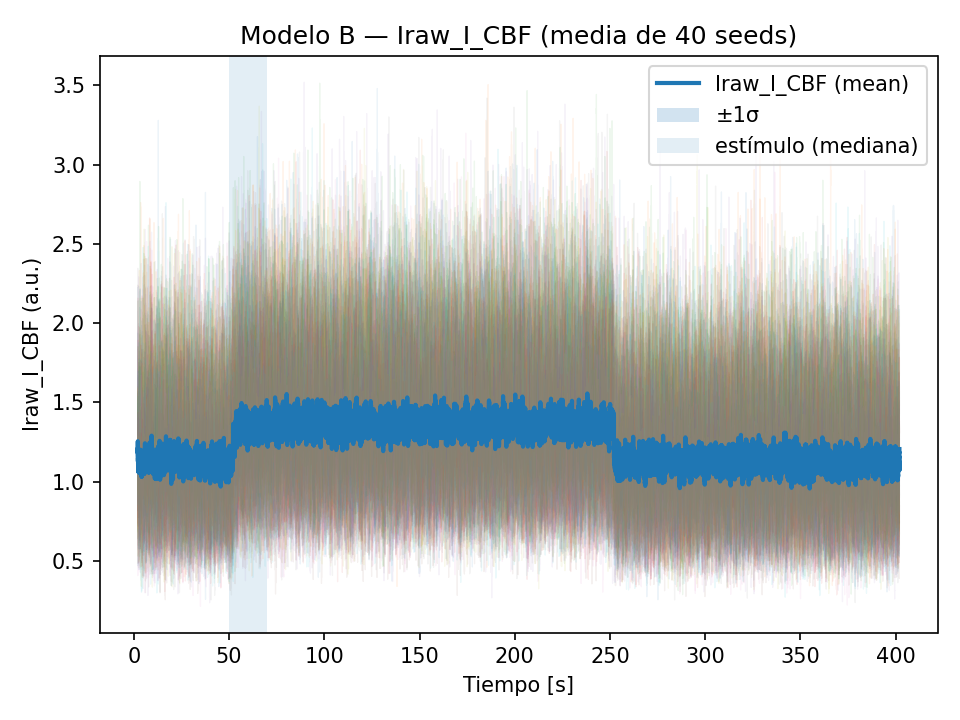 Modelo B — Iraw_I_CBF (media de 40 seeds)
Iraw_I_CBF (mean)
±1σ
estímulo (mediana)
3.5
3.0
2.5
2.0
1.5
1.0
0.5
Iraw_I_CBF (a.u.)
0 50 100 150 200 250 300 350 400
Tiempo [s]